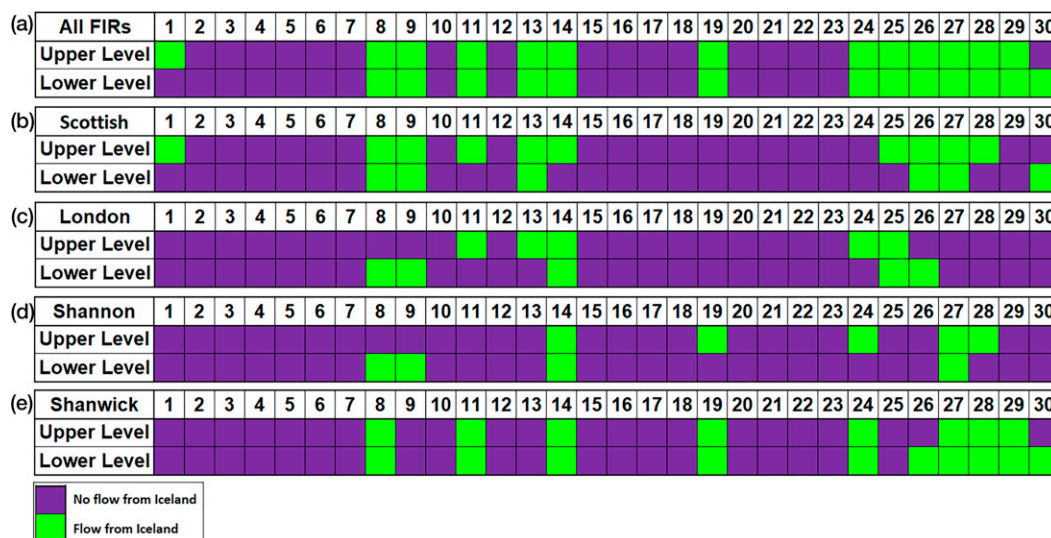 (a) All FIRs 1 2 3 4 5 6 7 8 9 10 11 12 13 14 15 16 17 18 19 20 21 22 23 24 25 26 27 28 29 30
Upper Level
Lower Level
(b) Scottish 1 2 3 4 5 6 7 8 9 10 11 12 13 14 15 16 17 18 19 20 21 22 23 24 25 26 27 28 29 30
Upper Level
Lower Level
(c) London 1 2 3 4 5 6 7 8 9 10 11 12 13 14 15 16 17 18 19 20 21 22 23 24 25 26 27 28 29 30
Upper Level
Lower Level
(d) Shannon 1 2 3 4 5 6 7 8 9 10 11 12 13 14 15 16 17 18 19 20 21 22 23 24 25 26 27 28 29 30
Upper Level
Lower Level
(e) Shanwick 1 2 3 4 5 6 7 8 9 10 11 12 13 14 15 16 17 18 19 20 21 22 23 24 25 26 27 28 29 30
Upper Level
Lower Level
No flow from Iceland
Flow from Iceland